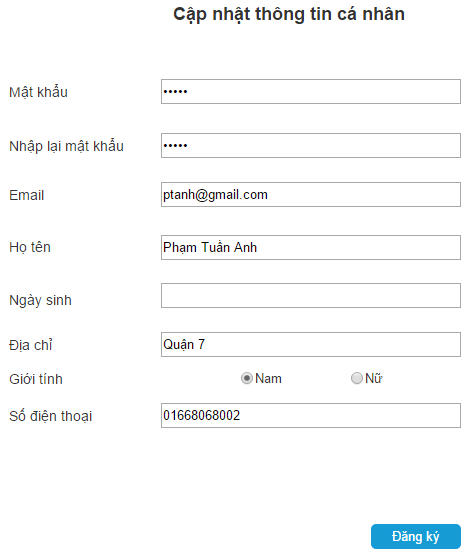 Cập nhật thông tin cá nhân
Mật khẩu •••••
Nhập lại mật khẩu •••••
Email ptanh@gmail.com
Họ tên Phạm Tuấn Anh
Ngày sinh
Địa chỉ Quận 7
Giới tính Nam Nữ
Số điện thoại 01668068002
Đăng ký